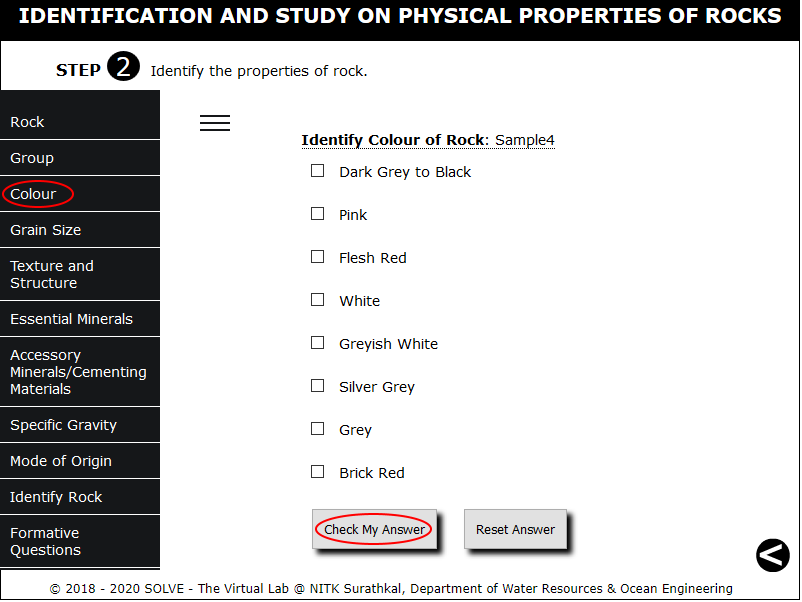 IDENTIFICATION AND STUDY ON PHYSICAL PROPERTIES OF ROCKS
STEP 2 Identify the properties of rock.
Rock
Group
Colour
Grain Size
Texture and
Structure
Essential Minerals
Accessory
Minerals/Cementing
Materials
Specific Gravity
Mode of Origin
Identify Rock
Formative
Questions
Identify Colour of Rock: Sample4
Dark Grey to Black
Pink
Flesh Red
White
Greyish White
Silver Grey
Grey
Brick Red
Check My Answer
Reset Answer
<
© 2018 - 2020 SOLVE - The Virtual Lab @ NITK Surathkal, Department of Water Resources & Ocean Engineering